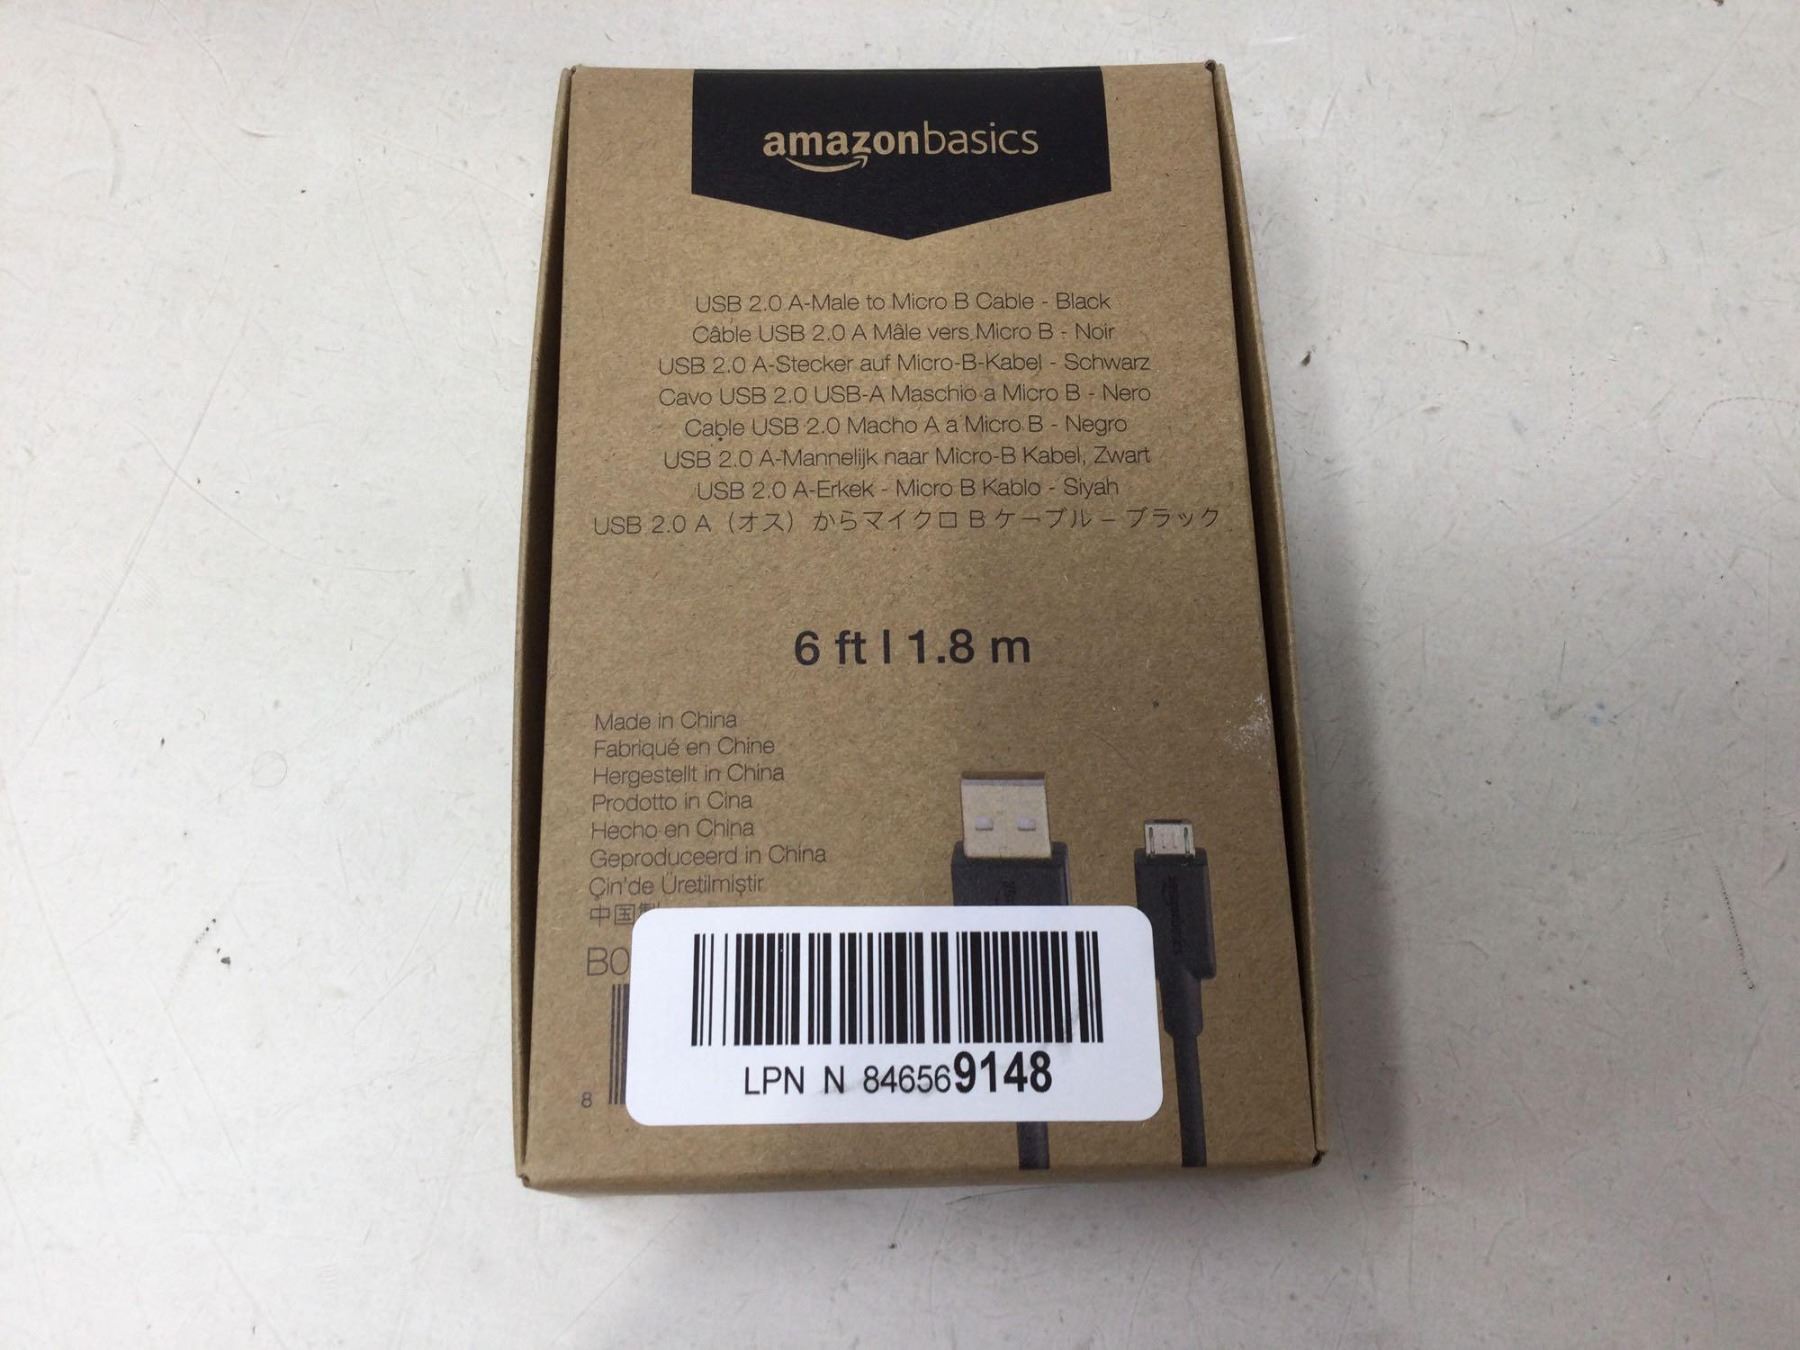 amazonbasics
USB 2.0 A-Male to Micro B Cable - Black
Câble USB 2.0 A Mâle vers Micro B - Noir
USB 2.0 A-Stecker auf Micro-B-Kabel - Schwarz
Cavo USB 2.0 USB-A Maschio a Micro B - Nero
Cable USB 2.0 Macho A a Micro B - Negro
USB 2.0 A-Mannelijk naar Micro-B Kabel, Zwart
USB 2.0 A-Erkek - Micro B Kablo - Siyah
USB 2.0 A（オス）からマイクロ B ケーブル – ブラック
6 ft | 1.8 m
Made in China
Fabriqué en Chine
Hergestellt in China
Prodotto in Cina
Hecho en China
Geproduceerd in China
Çin'de Üretilmiştir
中国製
B0
8
LPN N 846569148